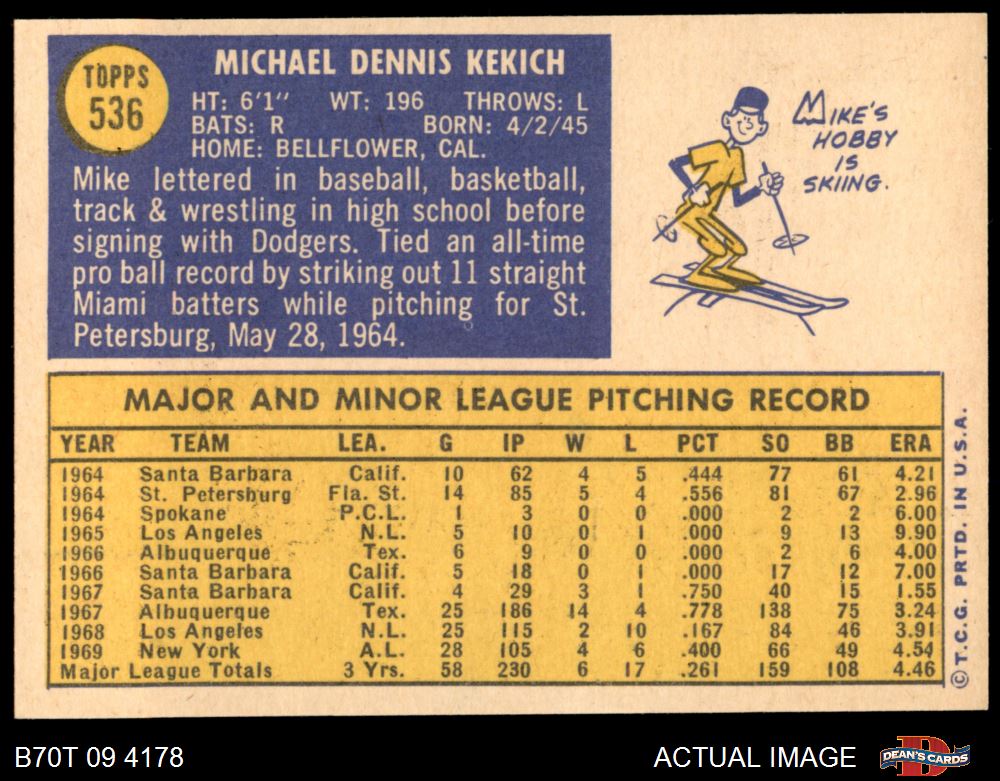 TOPPS
536
MICHAEL DENNIS KEKICH
HT: 6'1" WT: 196 THROWS: L
BATS: R BORN: 4/2/45
HOME: BELLFLOWER, CAL.
Mike lettered in baseball, basketball,
track & wrestling in high school before
signing with Dodgers. Tied an all-time
pro ball record by striking out 11 straight
Miami batters while pitching for St.
Petersburg, May 28, 1964.
MIKE'S
HOBBY
IS
SKIING.
MAJOR AND MINOR LEAGUE PITCHING RECORD
YEAR TEAM LEA. G IP W L PCT SO BB ERA
1964 Santa Barbara Calif. 10 62 4 5 .444 77 61 4.21
1964 St. Petersburg Fla. St. 14 85 5 4 .556 81 67 2.96
1964 Spokane P.C.L. 1 3 0 0 .000 2 2 6.00
1965 Los Angeles N.L. 5 10 0 1 .000 9 13 9.90
1966 Albuquerque Tex. 6 9 0 0 .000 2 6 4.00
1966 Santa Barbara Calif. 5 18 0 1 .000 17 12 7.00
1967 Santa Barbara Calif. 4 29 3 1 .750 40 15 1.55
1967 Albuquerque Tex. 25 186 14 4 .778 138 75 3.24
1968 Los Angeles N.L. 25 115 2 10 .167 84 46 3.91
1969 New York A.L. 28 105 4 6 .400 66 49 4.54
Major League Totals 3 Yrs. 58 230 6 17 .261 159 108 4.46
©T.C.G. PRTD. IN U.S.A.
B70T 09 4178
ACTUAL IMAGE
DEAN'S CARDS